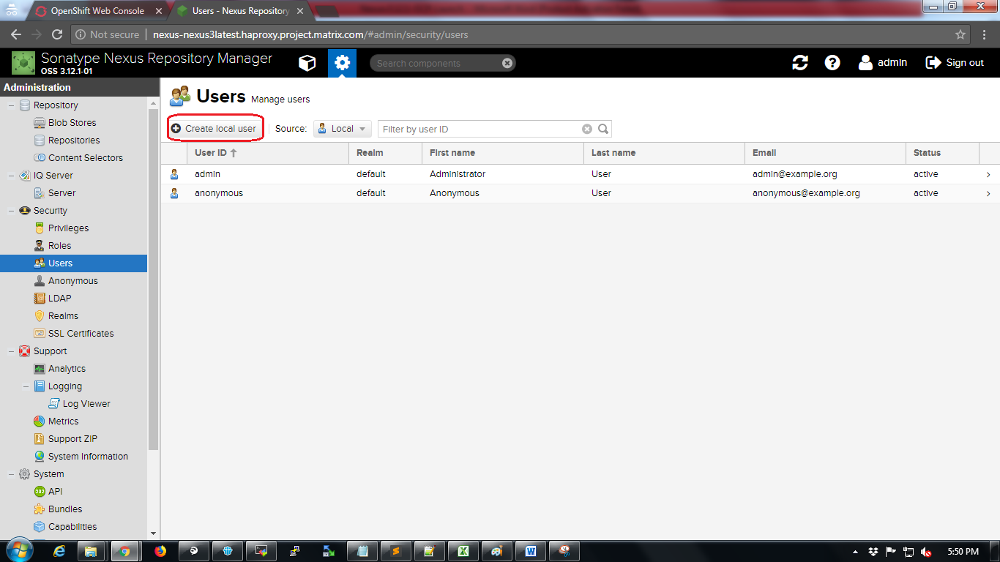 OpenShift Web Console
Users - Nexus Repository
Not secure
nexus-nexus3latest.haproxy.project.matrix.com/#admin/security/users
Sonatype Nexus Repository Manager
OSS 3.12.1-01
Search components
admin
Sign out
Administration
Repository
Blob Stores
Repositories
Content Selectors
IQ Server
Server
Security
Privileges
Roles
Users
Anonymous
LDAP
Realms
SSL Certificates
Support
Analytics
Logging
Log Viewer
Metrics
Support ZIP
System Information
System
API
Bundles
Capabilities
Users Manage users
Create local user Source: Local Filter by user ID
User ID Realm First name Last name Email Status
admin default Administrator User admin@example.org active
anonymous default Anonymous User anonymous@example.org active
5:50 PM